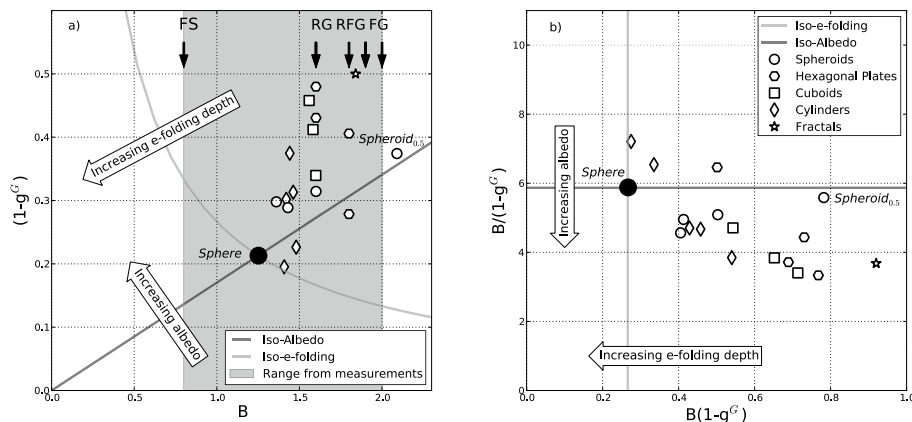 a)
FS
RG
RFG
FG
0.5
0.4
0.3
0.2
0.1
0.0
(1-g^G)
Increasing e-folding depth
Spheroid_0.5
Sphere
Increasing albedo
Iso-Albedo
Iso-e-folding
Range from measurements
0.0
0.5
1.0
1.5
2.0
B
b)
10
8
6
4
2
0
B/(1-g^G)
Iso-e-folding
Iso-Albedo
Spheroids
Hexagonal Plates
Cuboids
Cylinders
Fractals
Increasing albedo
Sphere
Spheroid_0.5
Increasing e-folding depth
0.0
0.2
0.4
0.6
0.8
1.0
B(1-g^G)